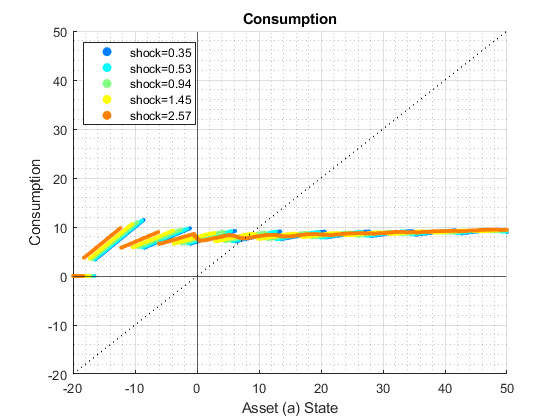 Consumption
50
40
30
20
10
0
-10
-20
Consumption
shock=0.35
shock=0.53
shock=0.94
shock=1.45
shock=2.57
-20 -10 0 10 20 30 40 50
Asset (a) State